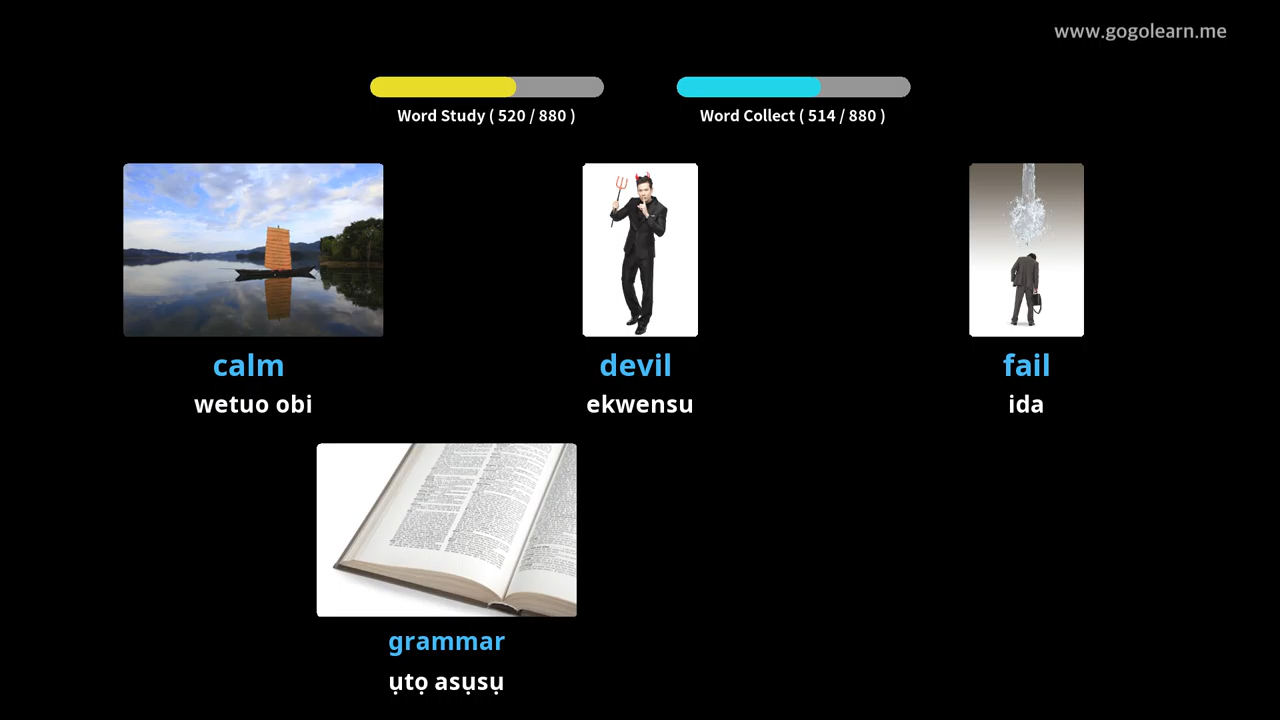 www.gogolearn.me
Word Study ( 520 / 880 )
Word Collect ( 514 / 880 )
calm
devil
fail
wetuo obi
ekwensu
ida
grammar
ụtọ asụsụ